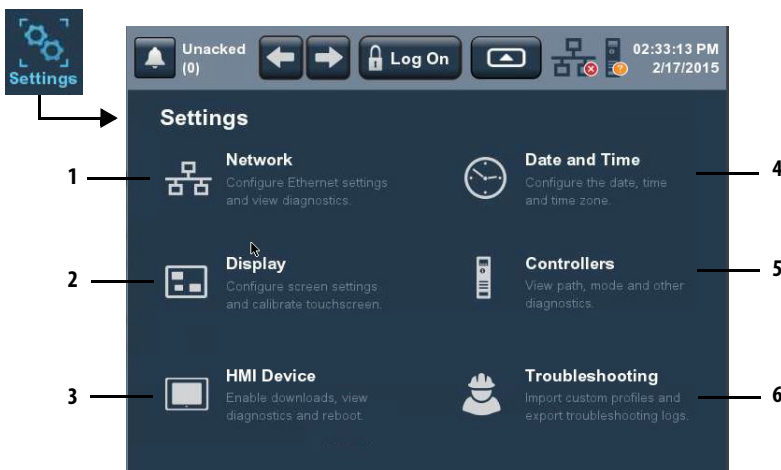 Settings
Unacked
(0)
Log On
02:33:13 PM
2/17/2015
Settings
1
Network
Configure Ethernet settings
and view diagnostics.
4
Date and Time
Configure the date, time
and time zone.
2
Display
Configure screen settings
and calibrate touchscreen.
5
Controllers
View path, mode and other
diagnostics.
3
HMI Device
Enable downloads, view
diagnostics and reboot.
6
Troubleshooting
Import custom profiles and
export troubleshooting logs.